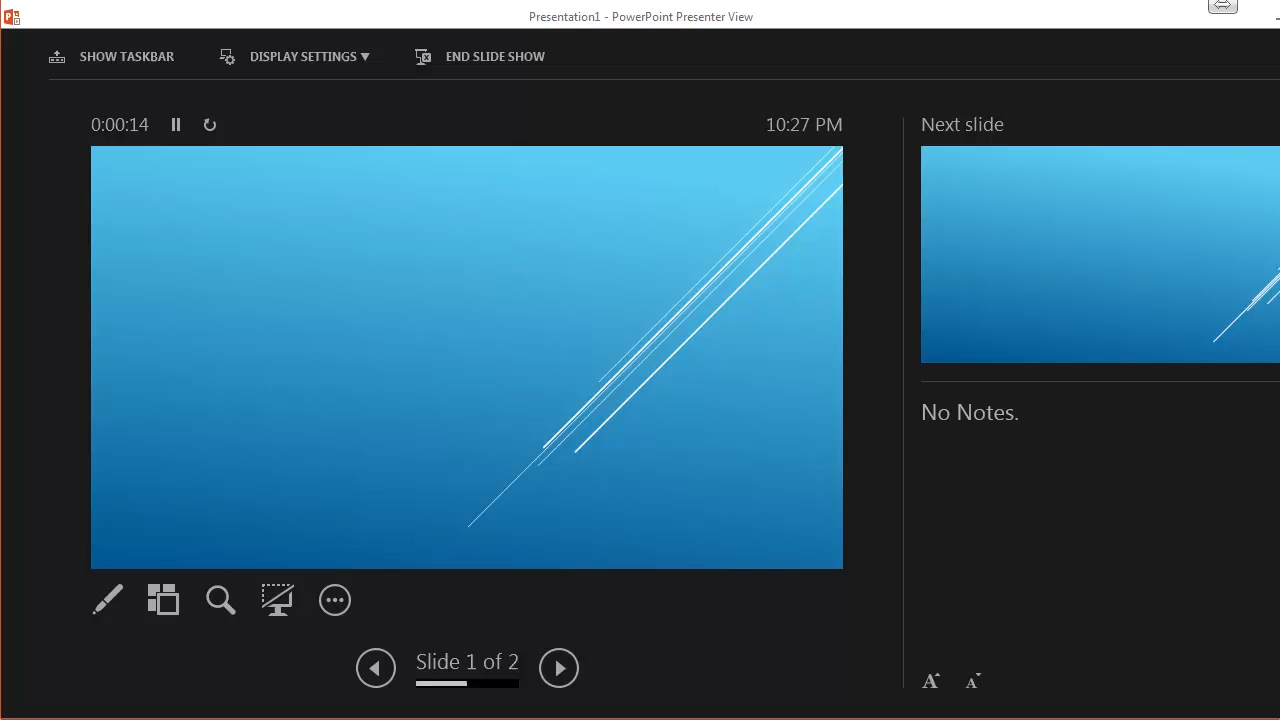 Presentation1 - PowerPoint Presenter View
SHOW TASKBAR
DISPLAY SETTINGS
END SLIDE SHOW
0:00:14
10:27 PM
Next slide
No Notes.
Slide 1 of 2
A A